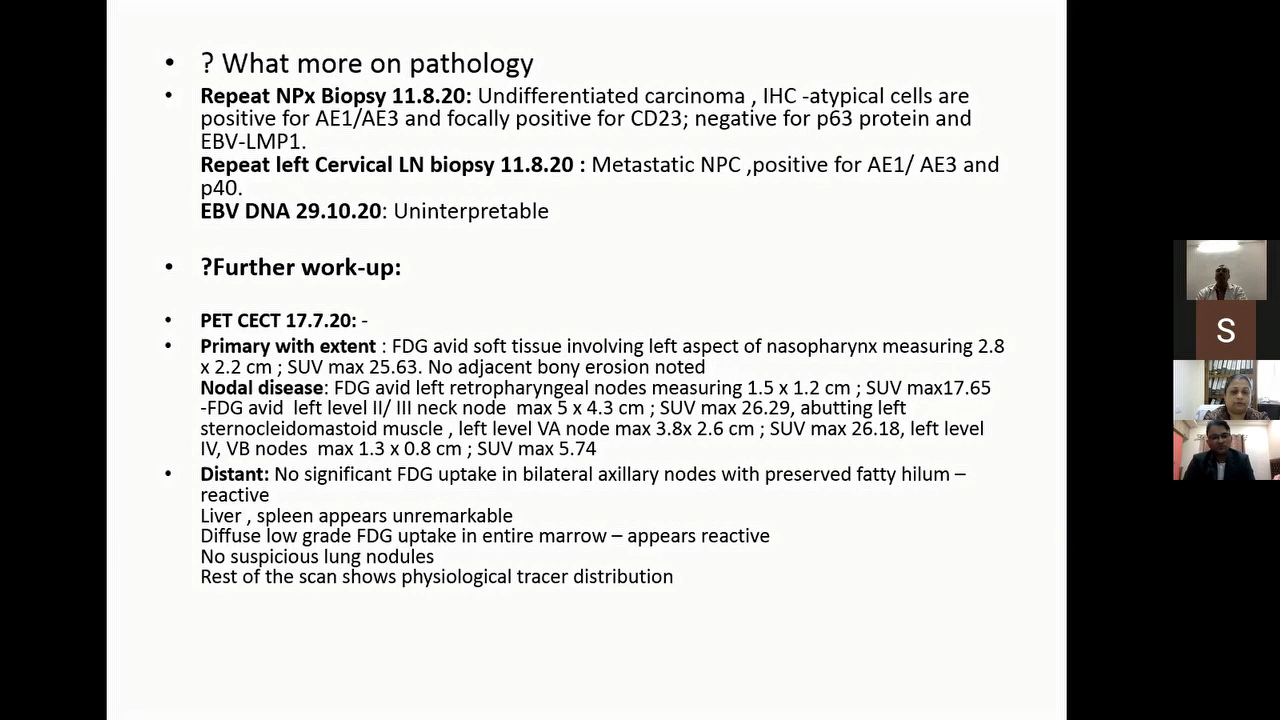 • ? What more on pathology
• Repeat NPx Biopsy 11.8.20: Undifferentiated carcinoma , IHC -atypical cells are
positive for AE1/AE3 and focally positive for CD23; negative for p63 protein and
EBV-LMP1.
Repeat left Cervical LN biopsy 11.8.20 : Metastatic NPC ,positive for AE1/ AE3 and
p40.
EBV DNA 29.10.20: Uninterpretable
• ?Further work-up:
• PET CECT 17.7.20: -
• Primary with extent : FDG avid soft tissue involving left aspect of nasopharynx measuring 2.8
x 2.2 cm ; SUV max 25.63. No adjacent bony erosion noted
Nodal disease: FDG avid left retropharyngeal nodes measuring 1.5 x 1.2 cm ; SUV max17.65
-FDG avid left level II/ III neck node max 5 x 4.3 cm ; SUV max 26.29, abutting left
sternocleidomastoid muscle , left level VA node max 3.8x 2.6 cm ; SUV max 26.18, left level
IV, VB nodes max 1.3 x 0.8 cm ; SUV max 5.74
• Distant: No significant FDG uptake in bilateral axillary nodes with preserved fatty hilum –
reactive
Liver , spleen appears unremarkable
Diffuse low grade FDG uptake in entire marrow – appears reactive
No suspicious lung nodules
Rest of the scan shows physiological tracer distribution
S